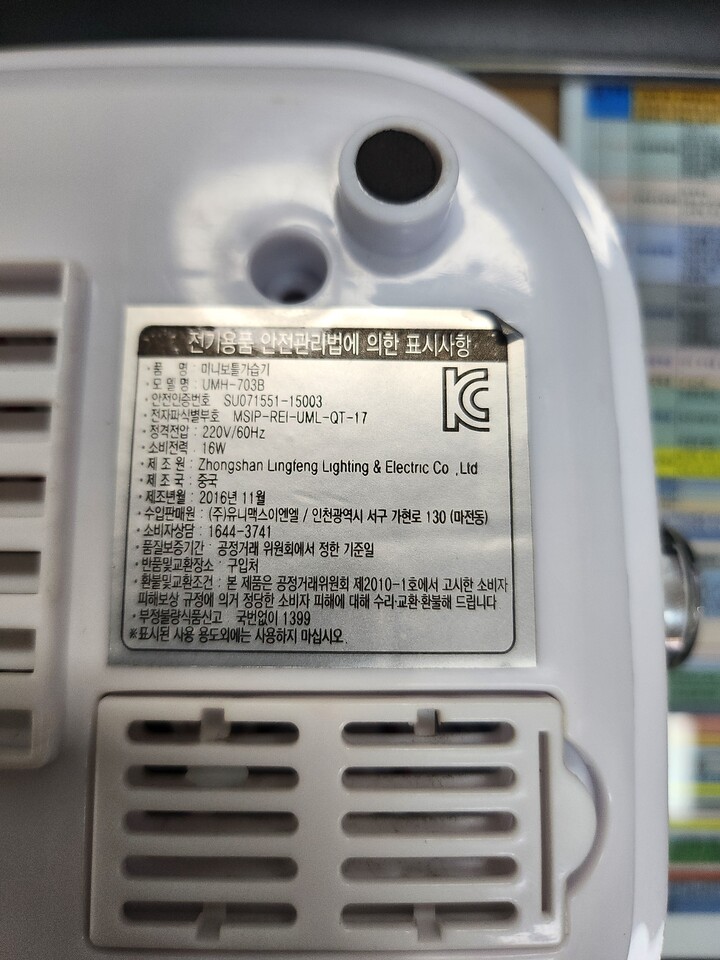 전기용품 안전관리법에 의한 표시사항
· 품 명 : 미니보틀가습기
· 모 델 명 : UMH-703B
· 안전인증번호 SU071551-15003
· 전자파식별부호 MSIP-REI-UML-QT-17
· 정격전압 : 220V/60Hz
· 소비전력 : 16W
· 제 조 원 : Zhongshan Lingfeng Lighting & Electric Co .,Ltd
· 제 조 국 : 중국
· 제조년월 : 2016년 11월
· 수입판매원 : (주)유니맥스이엔엘 / 인천광역시 서구 가현로 130 (마전동)
· 소비자상담 : 1644-3741
· 품질보증기간 : 공정거래 위원회에서 정한 기준일
· 반품및교환장소 : 구입처
· 환불및교환조건 : 본 제품은 공정거래위원회 제2010-1호에서 고시한 소비자
피해보상 규정에 의거 정당한 소비자 피해에 대해 수리·교환·환불해 드립니다
· 부정불량식품신고 국번없이 1399
※표시된 사용 용도외에는 사용하지 마십시오.